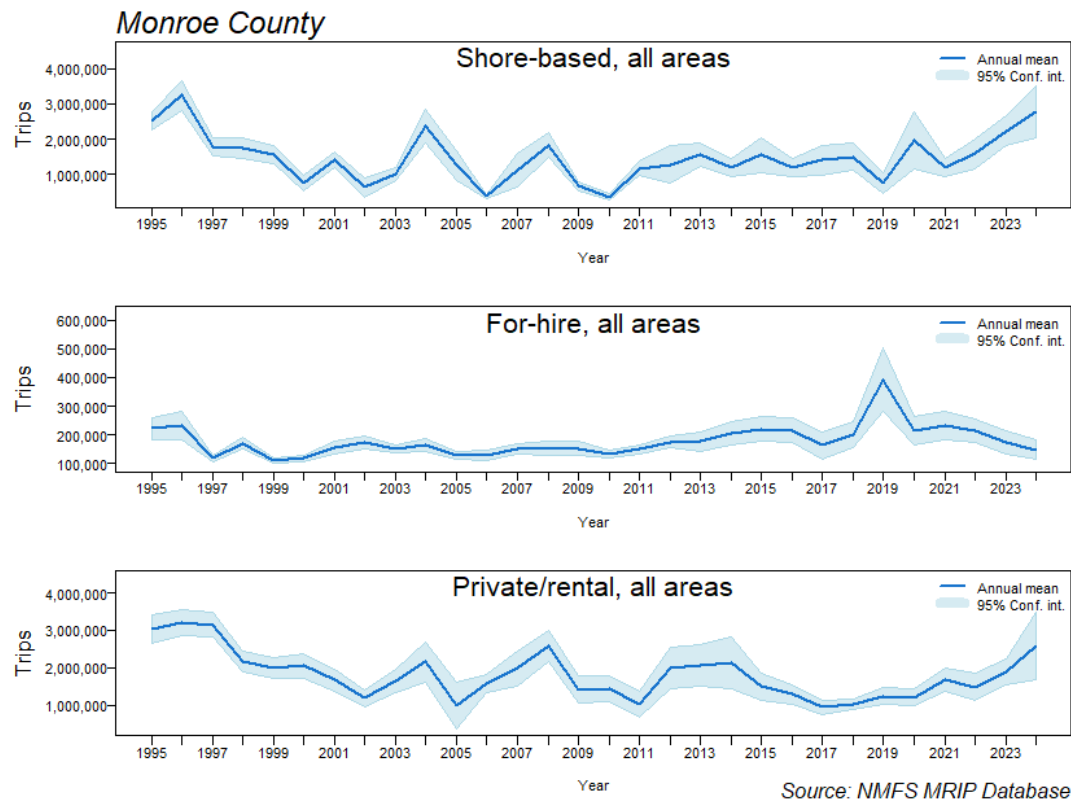 Monroe County
Shore-based, all areas
Annual mean
95% Conf. int.
Trips
4,000,000
3,000,000
2,000,000
1,000,000
1995 1997 1999 2001 2003 2005 2007 2009 2011 2013 2015 2017 2019 2021 2023
Year
For-hire, all areas
Annual mean
95% Conf. int.
Trips
600,000
500,000
400,000
300,000
200,000
100,000
1995 1997 1999 2001 2003 2005 2007 2009 2011 2013 2015 2017 2019 2021 2023
Year
Private/rental, all areas
Annual mean
95% Conf. int.
Trips
4,000,000
3,000,000
2,000,000
1,000,000
1995 1997 1999 2001 2003 2005 2007 2009 2011 2013 2015 2017 2019 2021 2023
Year
Source: NMFS MRIP Database